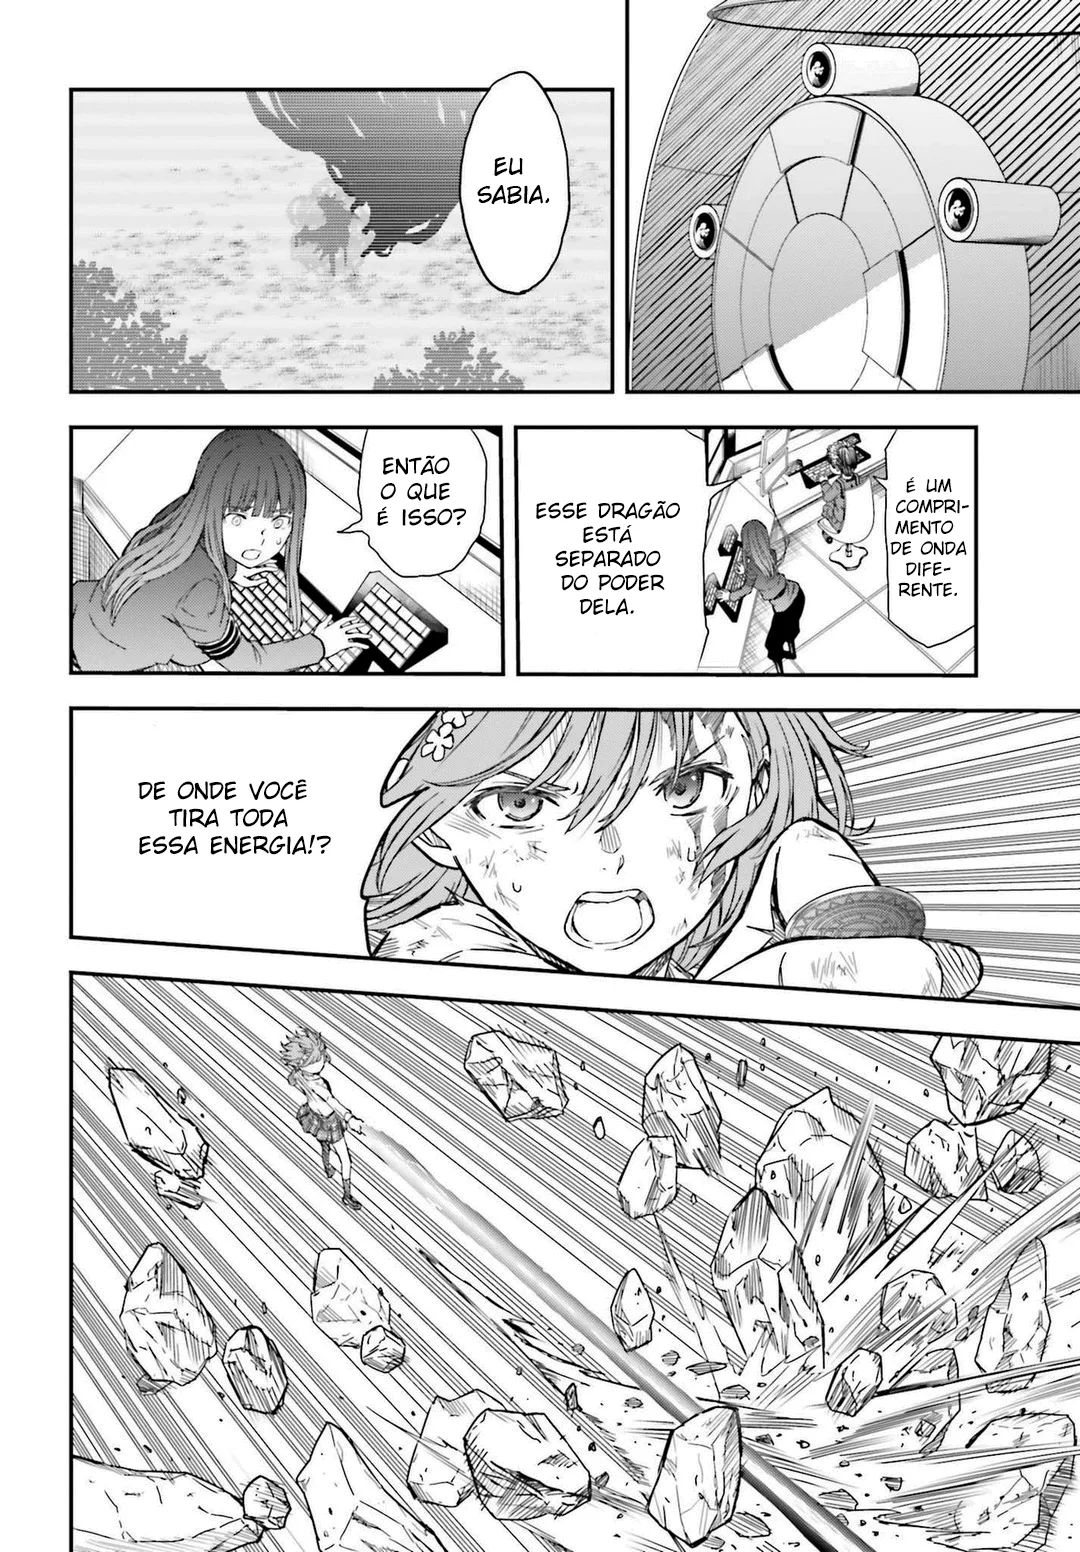 EU
SABIA.
É UM
COMPRI-
MENTO
DE ONDA
DIFE-
RENTE.
ESSE DRAGÃO
ESTÁ
SEPARADO
DO PODER
DELA.
ENTÃO
O QUE
É ISSO?
DE ONDE VOCÊ
TIRA TODA
ESSA ENERGIA!?